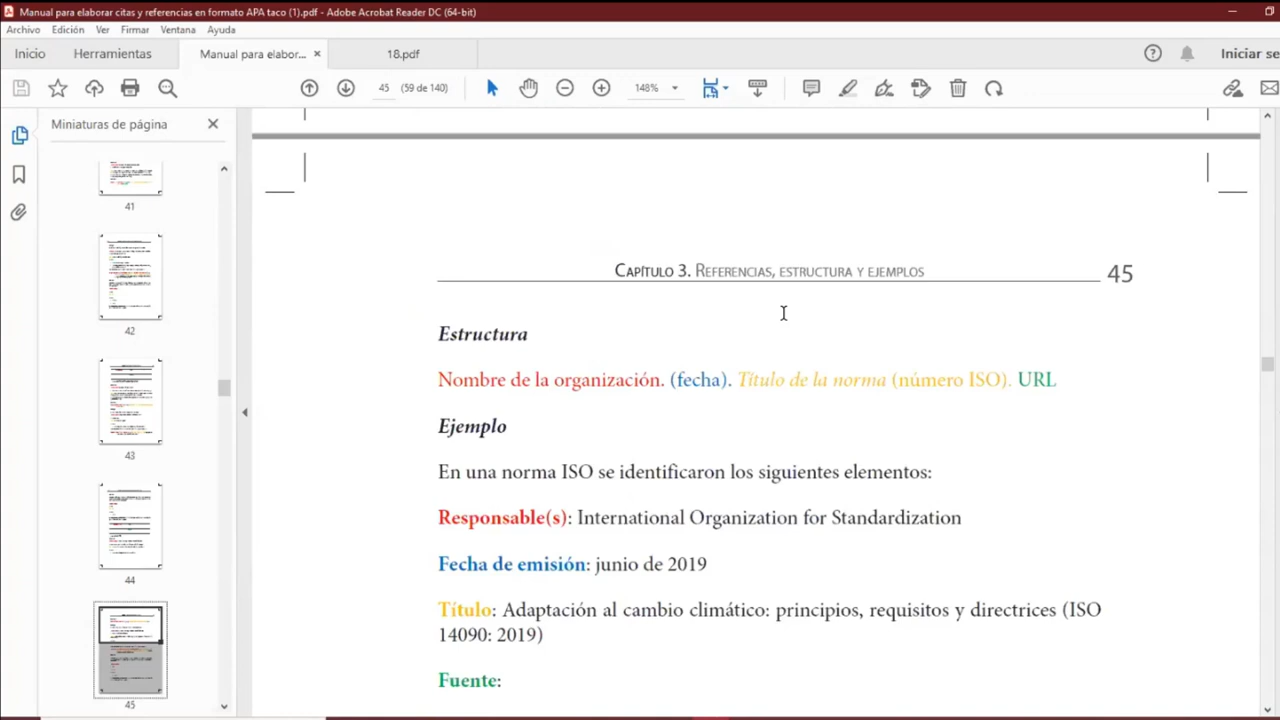 Manual para elaborar citas y referencias en formato APA taco (1).pdf - Adobe Acrobat Reader DC (64-bit)
Archivo Edición Ver Firmar Ventana Ayuda
Inicio Herramientas Manual para elabor... × 18.pdf Iniciar se
45 (59 de 140) 148%
Miniaturas de página
41
42
43
44
45
CAPÍTULO 3. REFERENCIAS, ESTRUCTURA Y EJEMPLOS 45
Estructura
Nombre de la organización. (fecha). Título de la norma (número ISO). URL
Ejemplo
En una norma ISO se identificaron los siguientes elementos:
Responsable(s): International Organization for Standardization
Fecha de emisión: junio de 2019
Título: Adapación al cambio climático: principios, requisitos y directrices (ISO
14090: 2019)
Fuente: